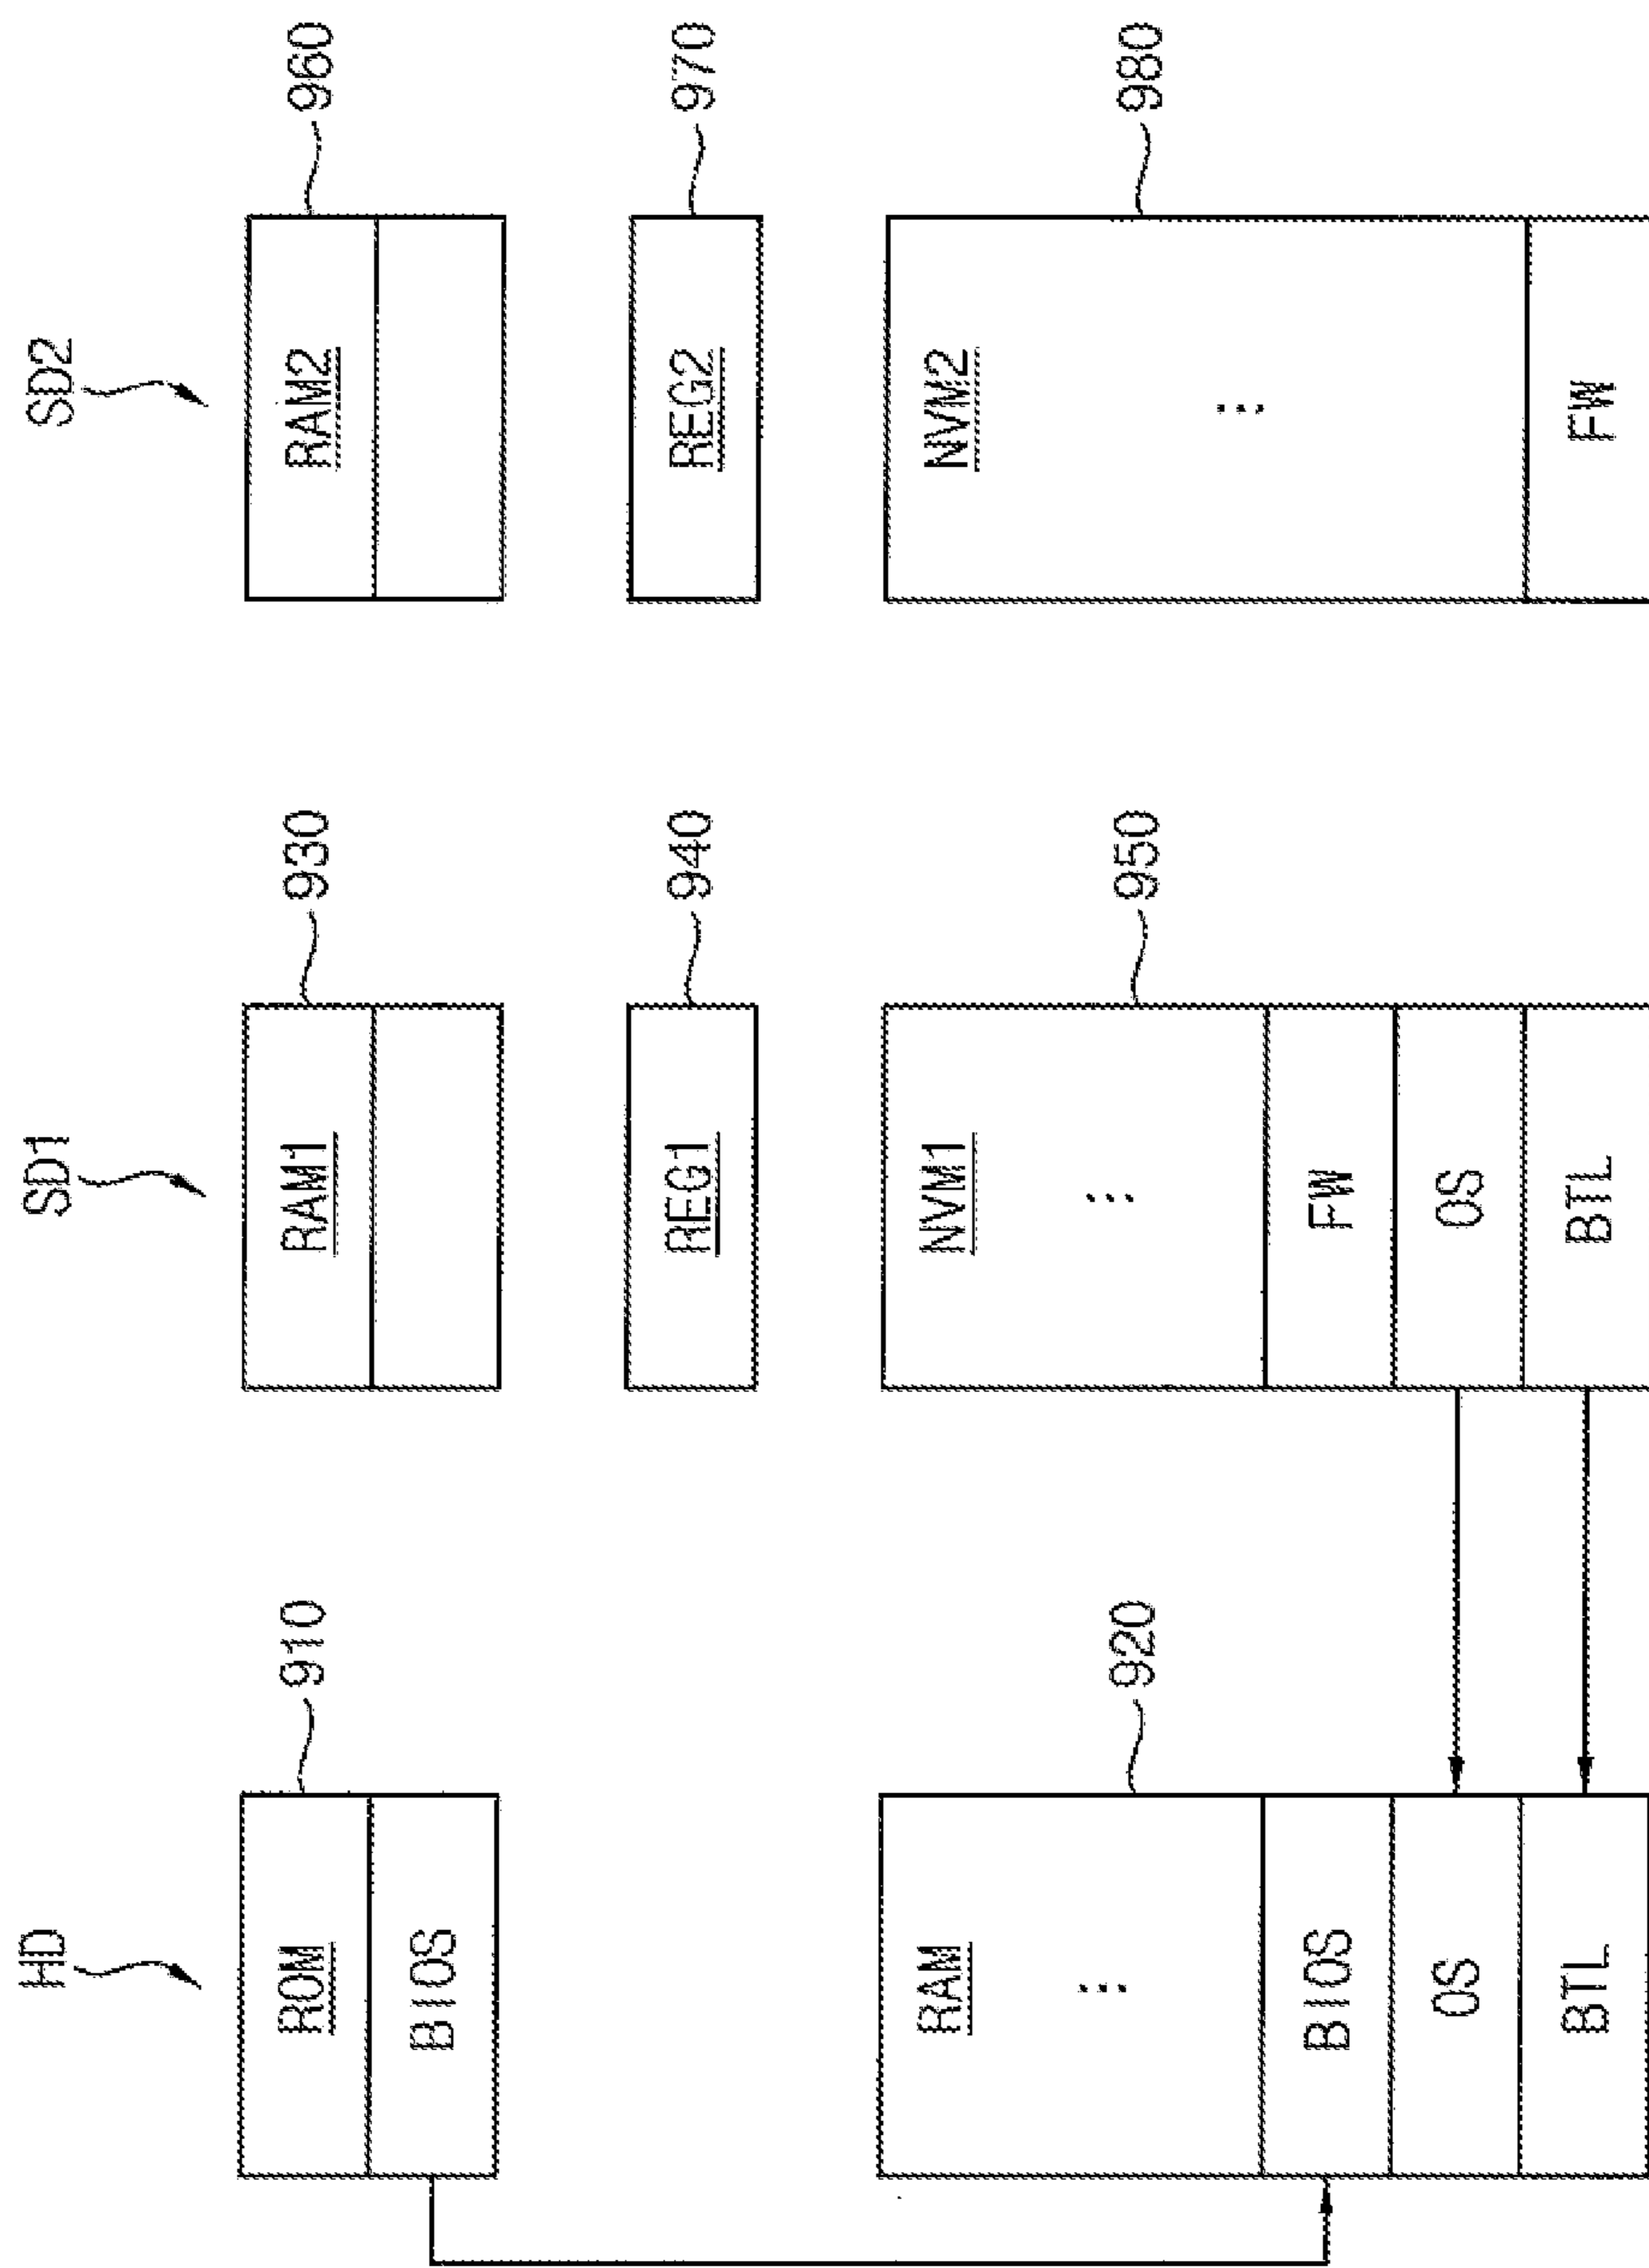 HD
SD1
SD2
910
930
960
ROM
RAM1
RAM2
BIOS
940
970
REG1
REG2
920
950
980
RAM
NVM1
NVM2
⋮
⋮
⋮
BIOS
FW
OS
OS
BTL
BTL
FW